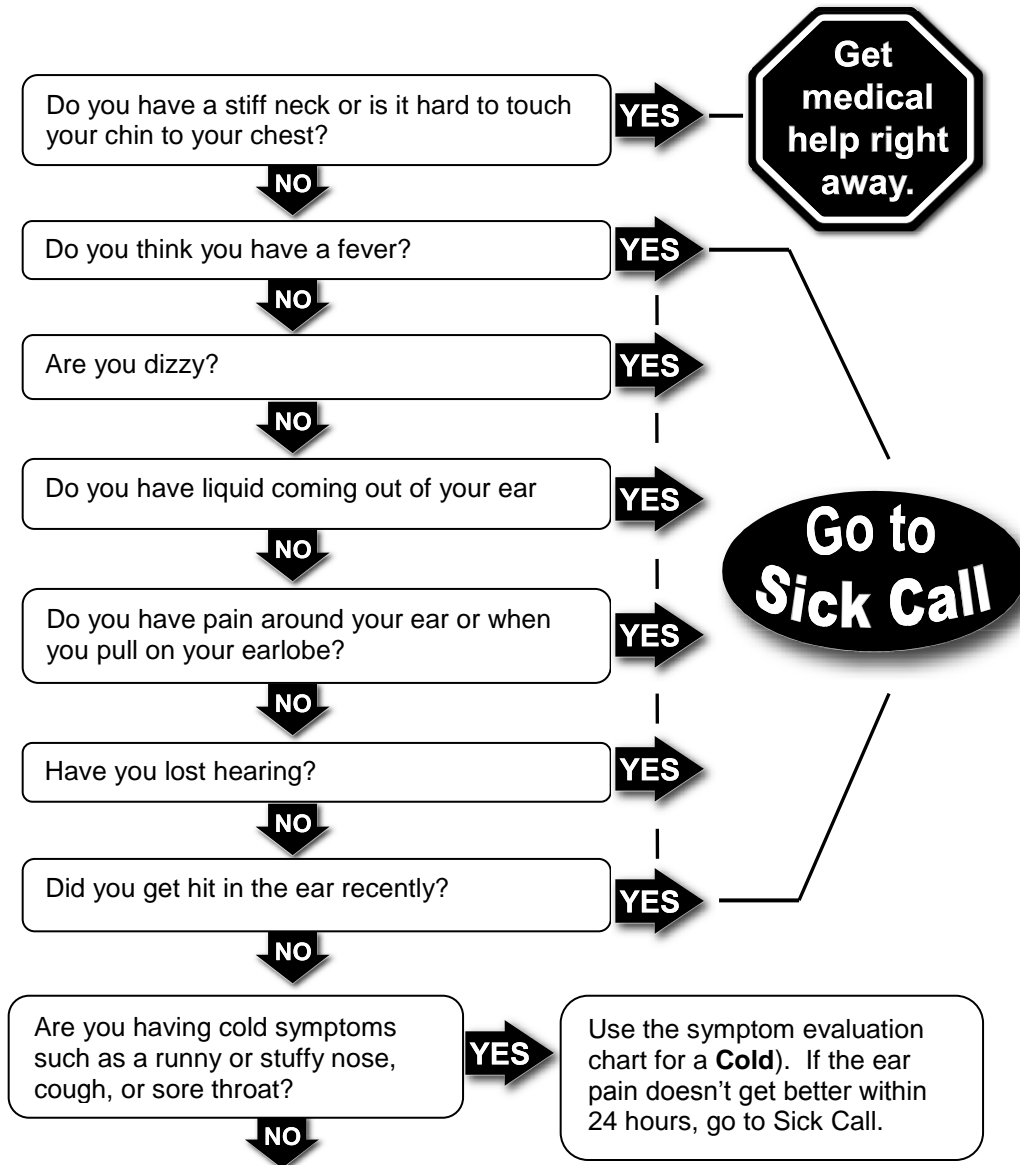 Do you have a stiff neck or is it hard to touch
your chin to your chest?
YES
Get
medical
help right
away.
NO
Do you think you have a fever?
YES
NO
Are you dizzy?
YES
NO
Do you have liquid coming out of your ear
YES
NO
Go to
Sick Call
Do you have pain around your ear or when
you pull on your earlobe?
YES
NO
Have you lost hearing?
YES
NO
Did you get hit in the ear recently?
YES
NO
Are you having cold symptoms
such as a runny or stuffy nose,
cough, or sore throat?
YES
Use the symptom evaluation
chart for a Cold). If the ear
pain doesn’t get better within
24 hours, go to Sick Call.
NO